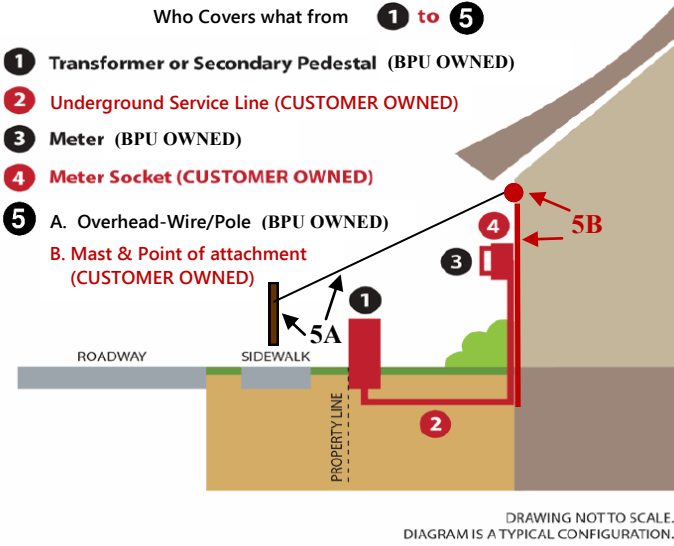 Who Covers what from 1 to 5
1 Transformer or Secondary Pedestal (BPU OWNED)
2 Underground Service Line (CUSTOMER OWNED)
3 Meter (BPU OWNED)
4 Meter Socket (CUSTOMER OWNED)
5 A. Overhead-Wire/Pole (BPU OWNED)
B. Mast & Point of attachment
(CUSTOMER OWNED)
4
5B
3
1
5A
ROADWAY
SIDEWALK
PROPERTY LINE
2
DRAWING NOT TO SCALE.
DIAGRAM IS A TYPICAL CONFIGURATION.